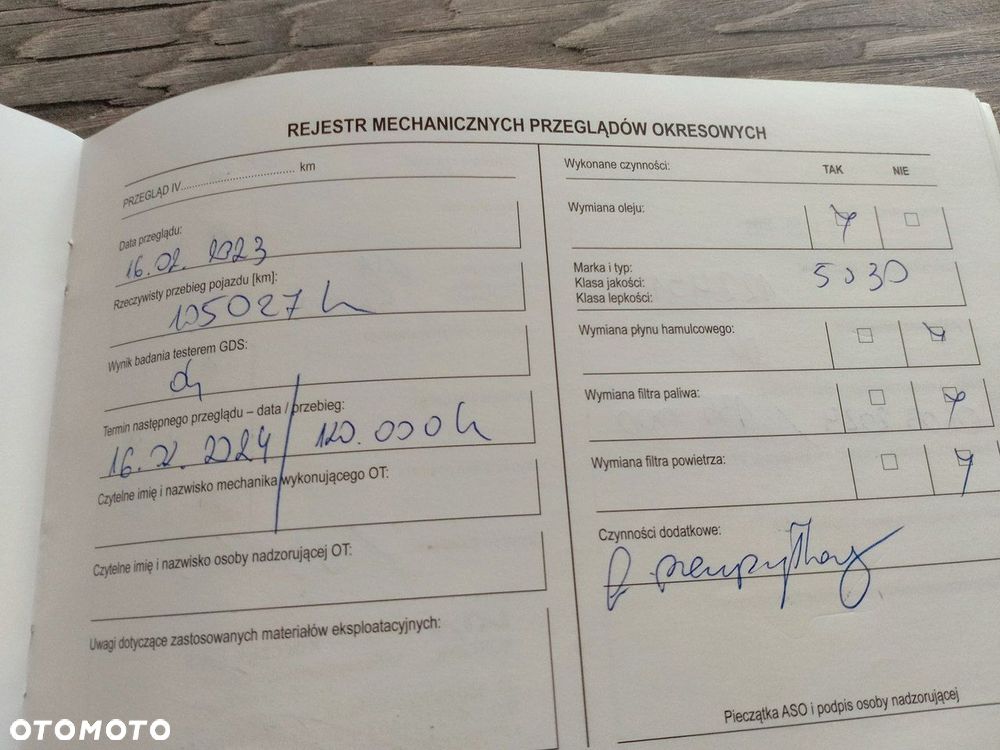 REJESTR MECHANICZNYCH PRZEGLĄDÓW OKRESOWYCH
PRZEGLĄD IV.................................... km
Data przeglądu:
16.02. 2023
Rzeczywisty przebieg pojazdu [km]:
105027 k
Wynik badania testerem GDS:
Termin następnego przeglądu – data / przebieg:
16.02. 2024 / 120.000 k
Czytelne imię i nazwisko mechanika wykonującego OT:
Czytelne imię i nazwisko osoby nadzorującej OT:
Uwagi dotyczące zastosowanych materiałów eksploatacyjnych:
Wykonane czynności: TAK NIE
Wymiana oleju:
Marka i typ:
Klasa jakości:
Klasa lepkości:
5 W 30
Wymiana płynu hamulcowego:
Wymiana filtra paliwa:
Wymiana filtra powietrza:
Czynności dodatkowe:
Pieczątka ASO i podpis osoby nadzorującej
OTOMOTO